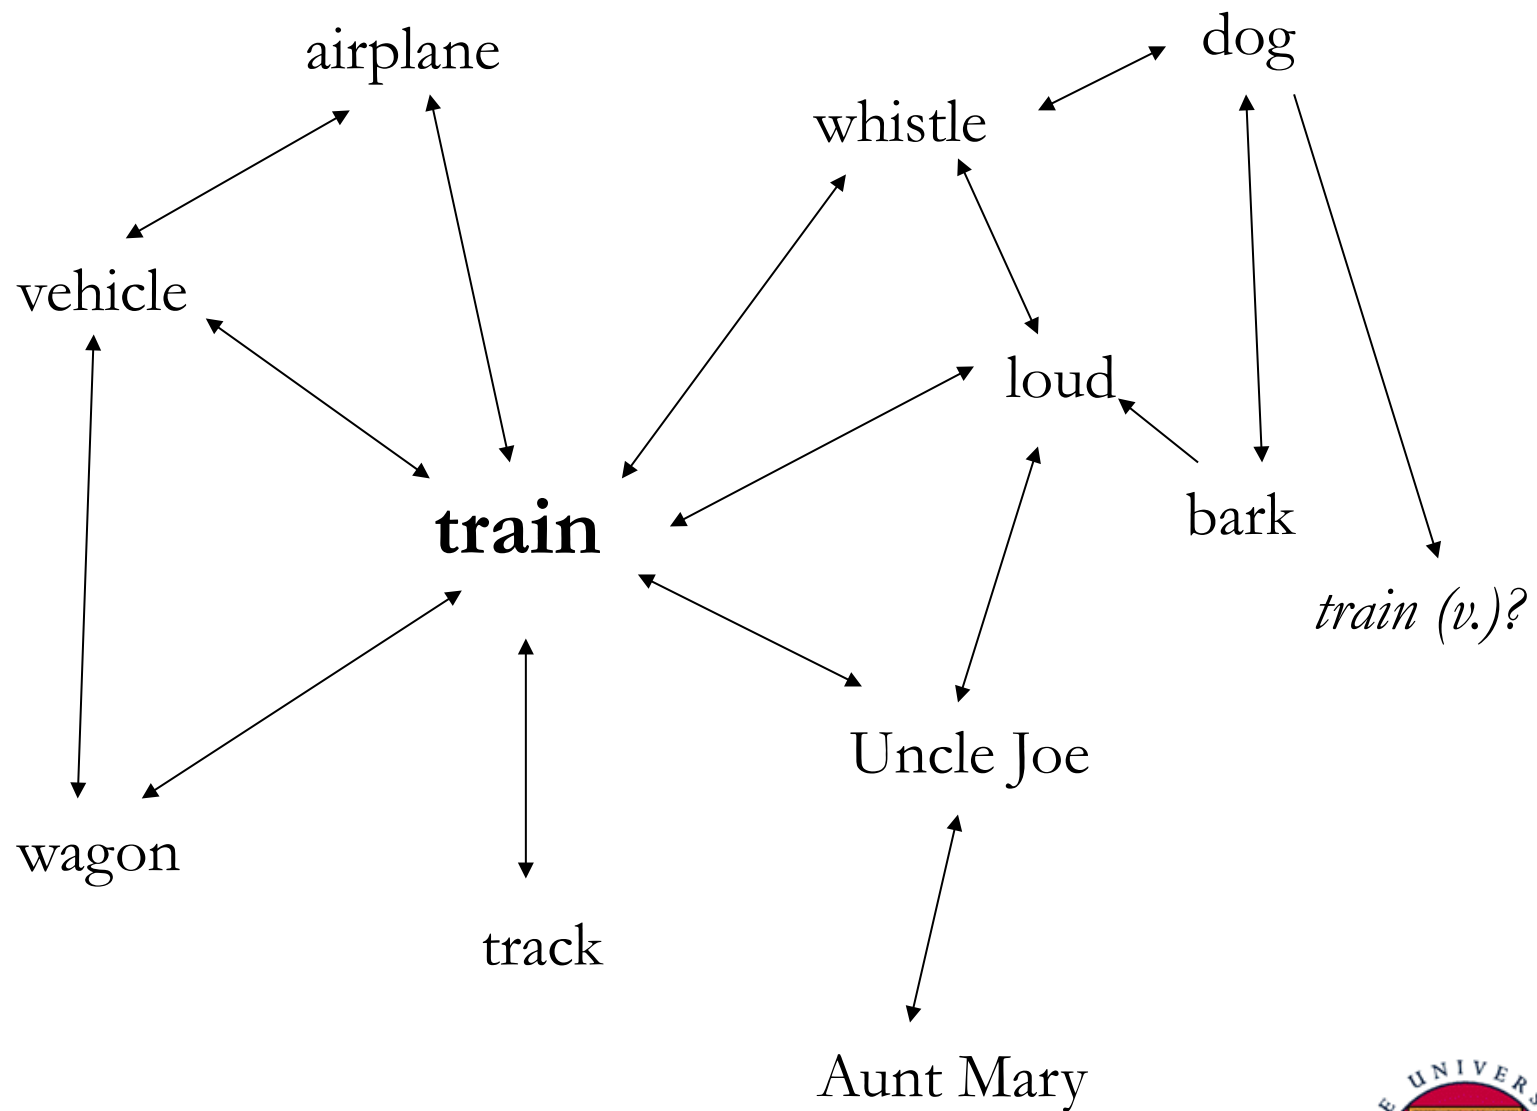 airplane
dog
whistle
vehicle
loud
train
bark
train (v.)?
Uncle Joe
wagon
track
Aunt Mary